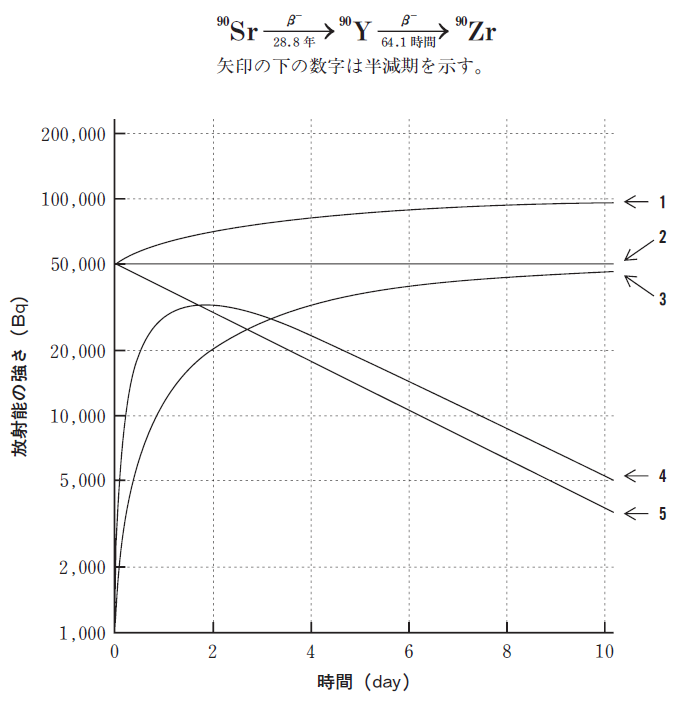 ⁹⁰Sr β⁻ 28.8 年 → ⁹⁰Y β⁻ 64.1 時間 → ⁹⁰Zr
矢印の下の数字は半減期を示す。
200,000
100,000
50,000
20,000
10,000
5,000
2,000
1,000
放射能の強さ (Bq)
1
2
3
4
5
0 2 4 6 8 10
時間 (day)